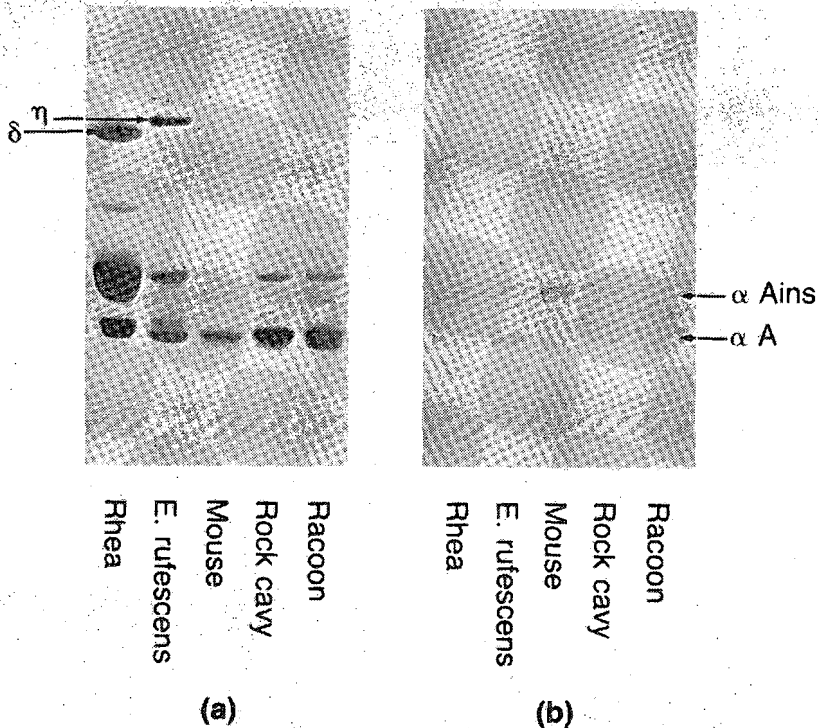 η
δ
α Ains
α A
Rhea
E. rufescens
Mouse
Rock cavy
Racoon
Rhea
E. rufescens
Mouse
Rock cavy
Racoon
(a)
(b)